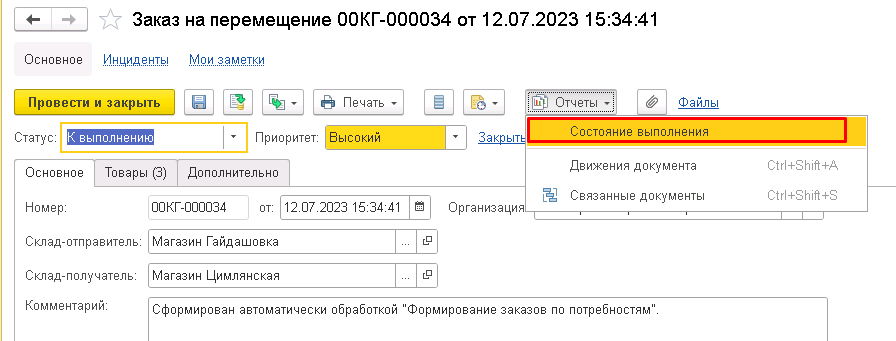 Заказ на перемещение 00КГ-000034 от 12.07.2023 15:34:41
Основное Инциденты Мои заметки
Провести и закрыть Печать Отчеты Файлы
Статус: К выполнению Приоритет: Высокий Закрыть
Состояние выполнения
Основное Товары (3) Дополнительно
Движения документа Ctrl+Shift+A
Связанные документы Ctrl+Shift+S
Номер: 00КГ-000034 от: 12.07.2023 15:34:41 Организация
Склад-отправитель: Магазин Гайдашовка
Склад-получатель: Магазин Цимлянская
Комментарий: Сформирован автоматически обработкой "Формирование заказов по потребностям".